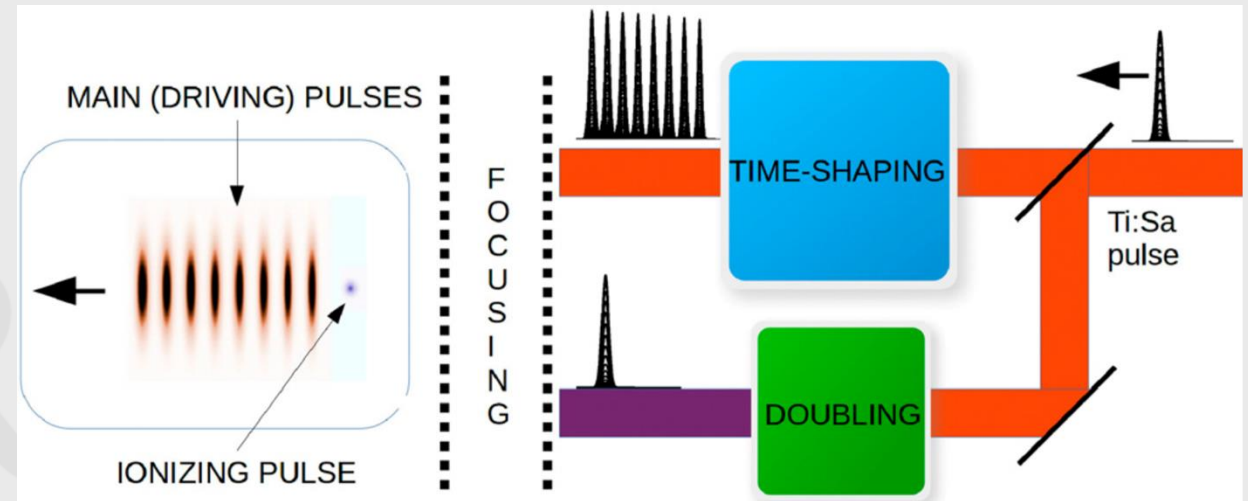 MAIN (DRIVING) PULSES
IONIZING PULSE
F
O
C
U
S
I
N
G
TIME-SHAPING
DOUBLING
Ti:Sa
pulse